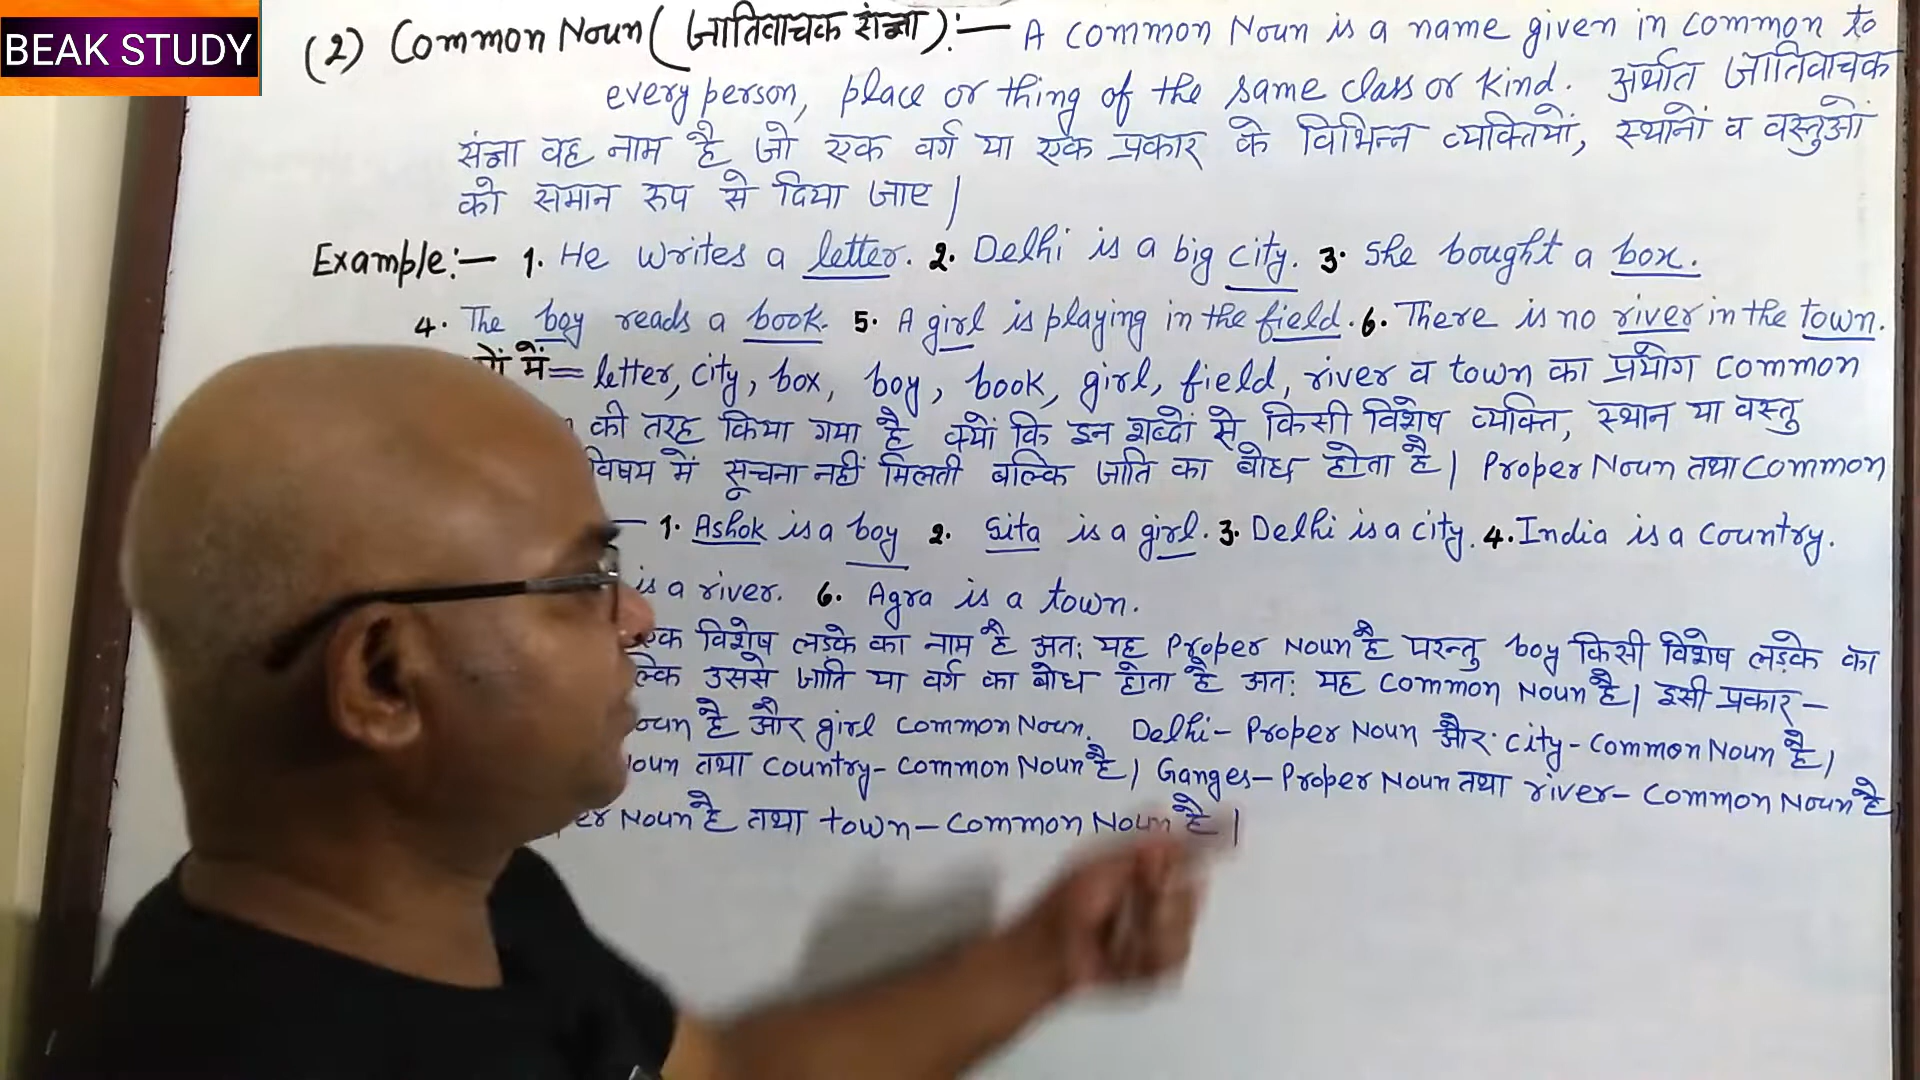 BEAK STUDY
(2) Common Noun (जातिवाचक संज्ञा):— A common Noun is a name given in common to
every person, place or thing of the same class or kind. अर्थात जातिवाचक
संज्ञा वह नाम है जो एक वर्ग या एक प्रकार के विभिन्न व्यक्तियों, स्थानों व वस्तुओं
को समान रूप से दिया जाए |
Example:— 1. He writes a letter. 2. Delhi is a big city. 3. She bought a box.
4. The boy reads a book. 5. A girl is playing in the field. 6. There is no river in the town.
में= letter, city, box, boy, book, girl, field, river व town का प्रयोग common
की तरह किया गया है क्यों कि इन शब्दों से किसी विशेष व्यक्ति, स्थान या वस्तु
विषय में सूचना नहीं मिलती बल्कि जाति का बोध होता है | Proper Noun तथा common
— 1. Ashok is a boy 2. Sita is a girl. 3. Delhi is a city. 4. India is a country.
is a river. 6. Agra is a town.
एक विशेष लड़के का नाम है अतः यह Proper Noun है परन्तु boy किसी विशेष लड़के का
उससे जाति या वर्ग का बोध होता है अतः यह common Noun है | इसी प्रकार —
है और girl common Noun. Delhi – Proper Noun और city – common Noun है |
तथा country – common Noun है | Ganges – Proper Noun तथा river – common Noun है
Noun है तथा town – common Noun है |